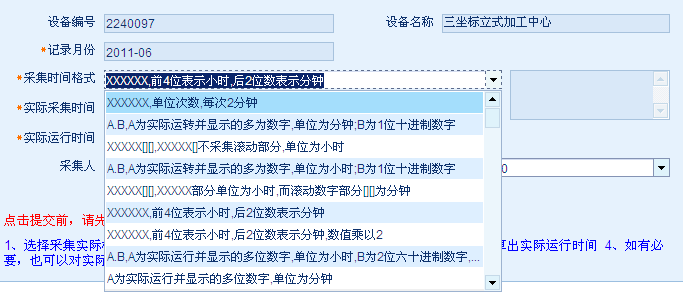 设备编号 2240097 设备名称 三坐标立式加工中心
*记录月份 2011-06
*采集时间格式 XXXXXX,前4位表示小时,后2位数表示分钟
*实际采集时间 XXXXXX,单位次数,每次2分钟
A.B,A为实际运转并显示的多为数字,单位为分钟;B为1位十进制数字
*实际运行时间 XXXXX[][],XXXXX[]不采集滚动部分,单位为小时
采集人 A.B,A为实际运转并显示的多为数字,单位为小时;B为1位十进制数字 0
XXXXX[][],XXXXX部分单位为小时,而滚动数字部分[][]为分钟
点击提交前，请先 XXXXXX,前4位表示小时,后2位表示分钟
1、选择采集实际 XXXXXX,前4位表示小时,后2位数表示分钟,数值乘以2 算出实际运行时间 4、如有必
要，也可以对实际 A.B,A为实际运行并显示的多位数字,单位为小时,B为2位六十进制数字,...
A为实际运行并显示的多位数字,单位为分钟